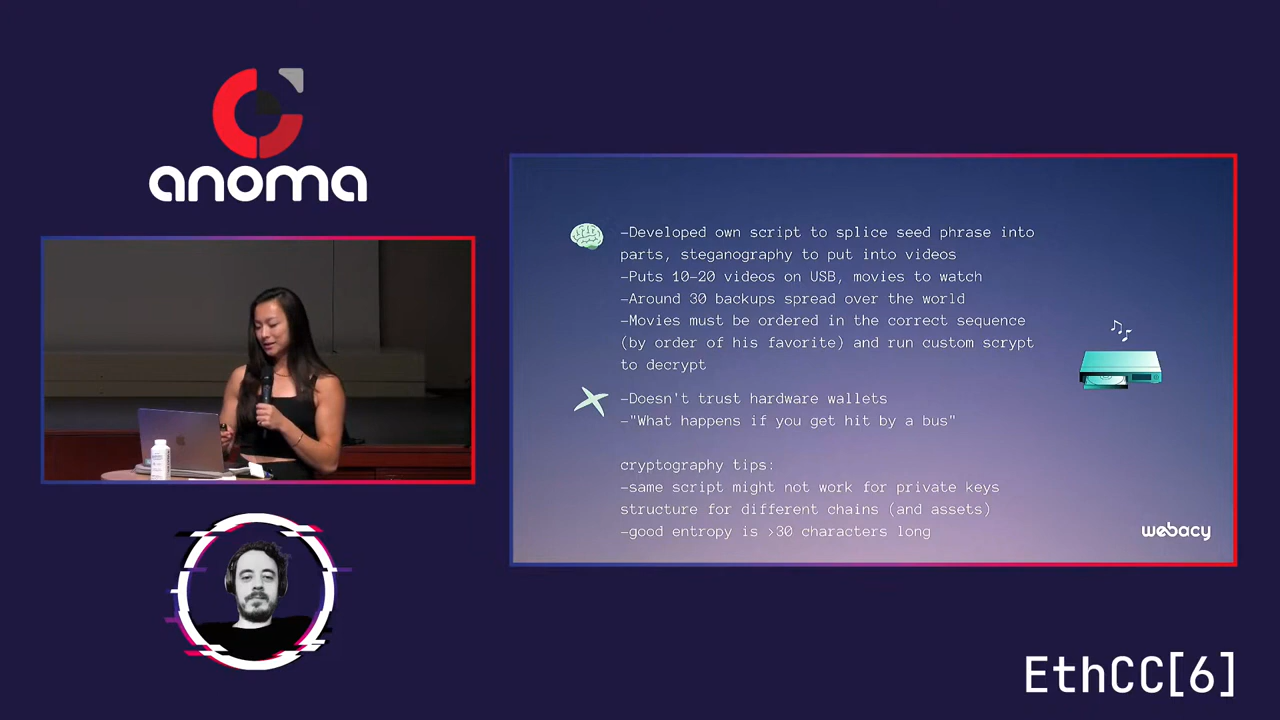 anoma
-Developed own script to splice seed phrase into
parts, steganography to put into videos
-Puts 10-20 videos on USB, movies to watch
-Around 30 backups spread over the world
-Movies must be ordered in the correct sequence
(by order of his favorite) and run custom scrypt
to decrypt
-Doesn't trust hardware wallets
-"What happens if you get hit by a bus"
cryptography tips:
-same script might not work for private keys
structure for different chains (and assets)
-good entropy is >30 characters long
webacy
EthCC[6]